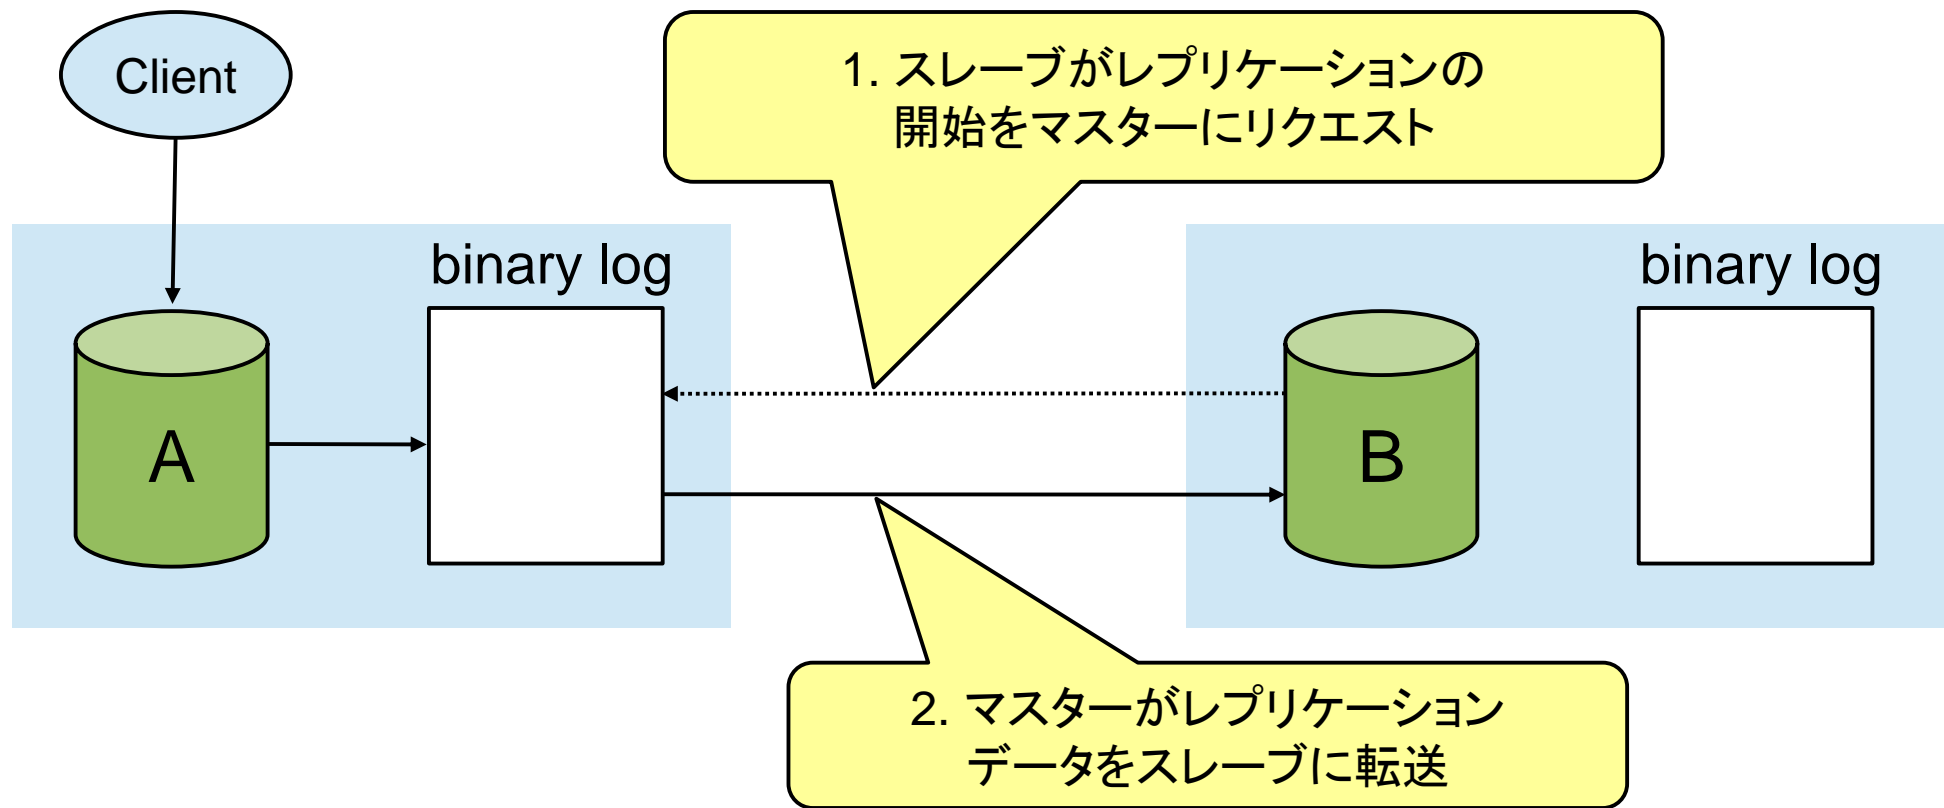 Client
1. スレーブがレプリケーションの
開始をマスターにリクエスト
binary log
binary log
A
B
2. マスターがレプリケーション
データをスレーブに転送